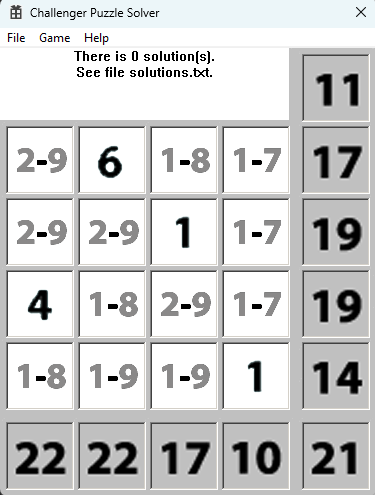 Challenger Puzzle Solver
File Game Help
There is 0 solution(s).
See file solutions.txt.
11
2-9 6 1-8 1-7 17
2-9 2-9 1 1-7 19
4 1-8 2-9 1-7 19
1-8 1-9 1-9 1 14
22 22 17 10 21